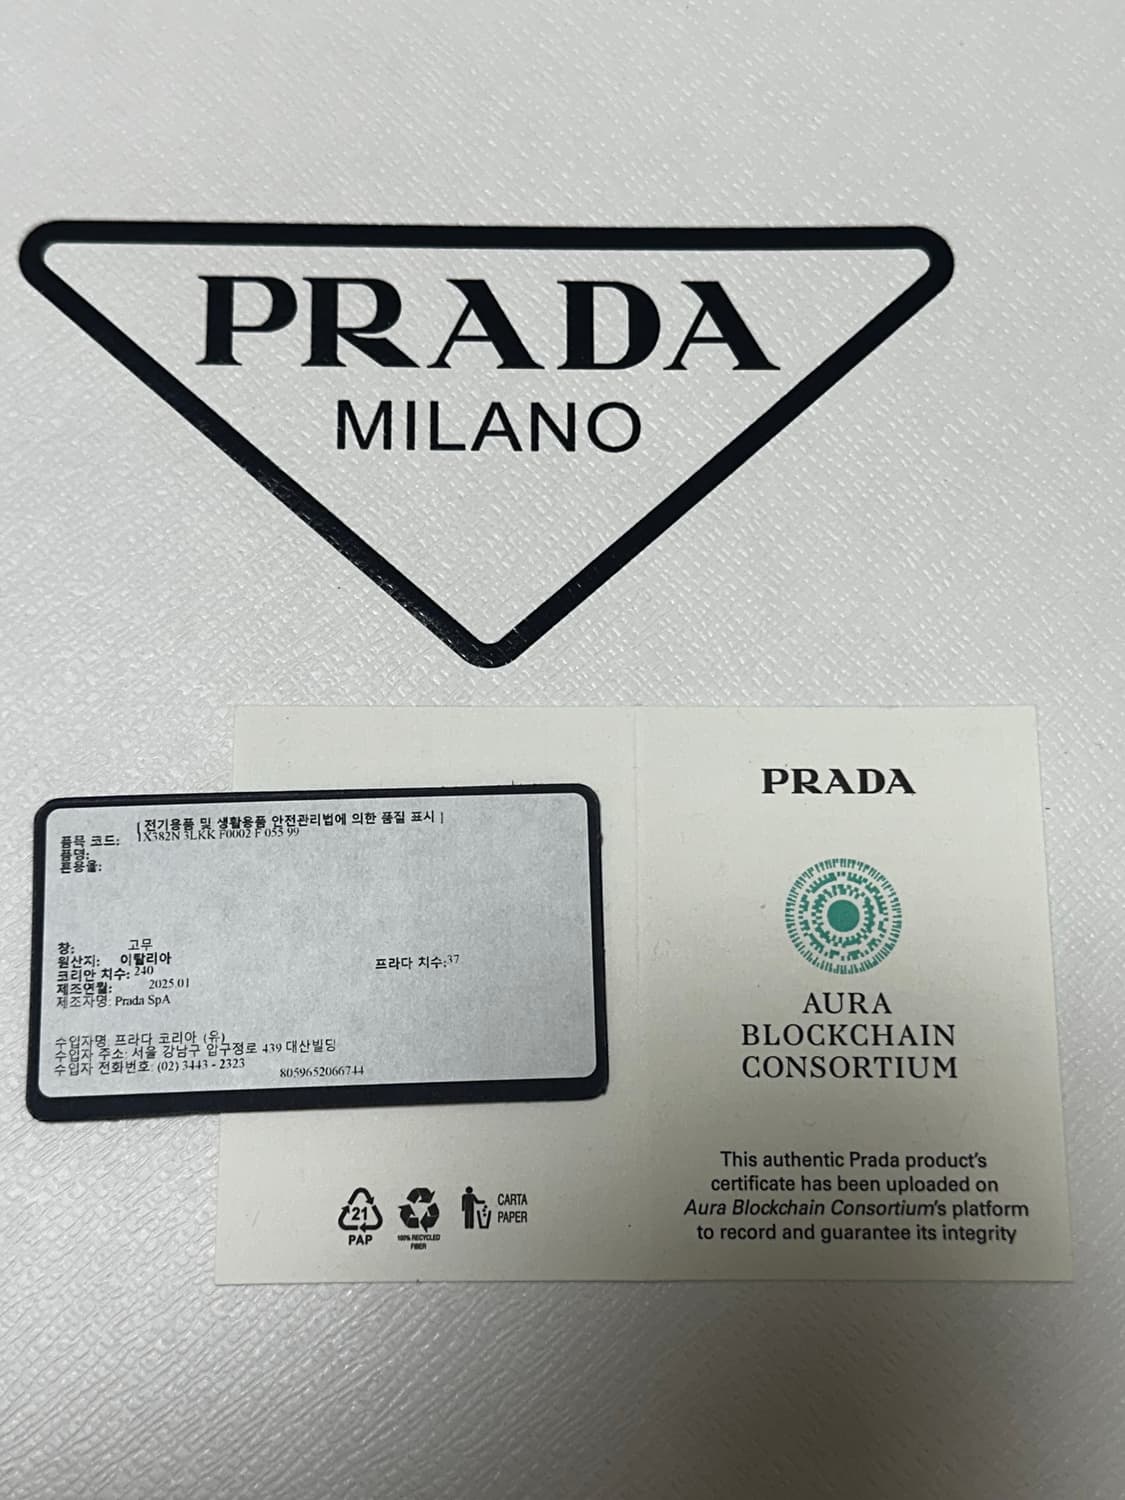 PRADA
MILANO
[ 전기용품 및 생활용품 안전관리법에 의한 품질 표시 ]
품목 코드: 1X382N 3LKK F0002 F 055 99
품명:
혼용율:
창: 고무
원산지: 이탈리아
코리안 치수: 240 프라다 치수:37
제조연월: 2025.01
제조자명: Prada SpA
수입자명: 프라다 코리아 (유)
수입자 주소: 서울 강남구 압구정로 439 대산빌딩
수입자 전화번호: (02) 3443 - 2323
8059652066744
PRADA
AURA
BLOCKCHAIN
CONSORTIUM
This authentic Prada product's
certificate has been uploaded on
Aura Blockchain Consortium's platform
to record and guarantee its integrity
21
PAP
100% RECYCLED
FIBER
CARTA
PAPER